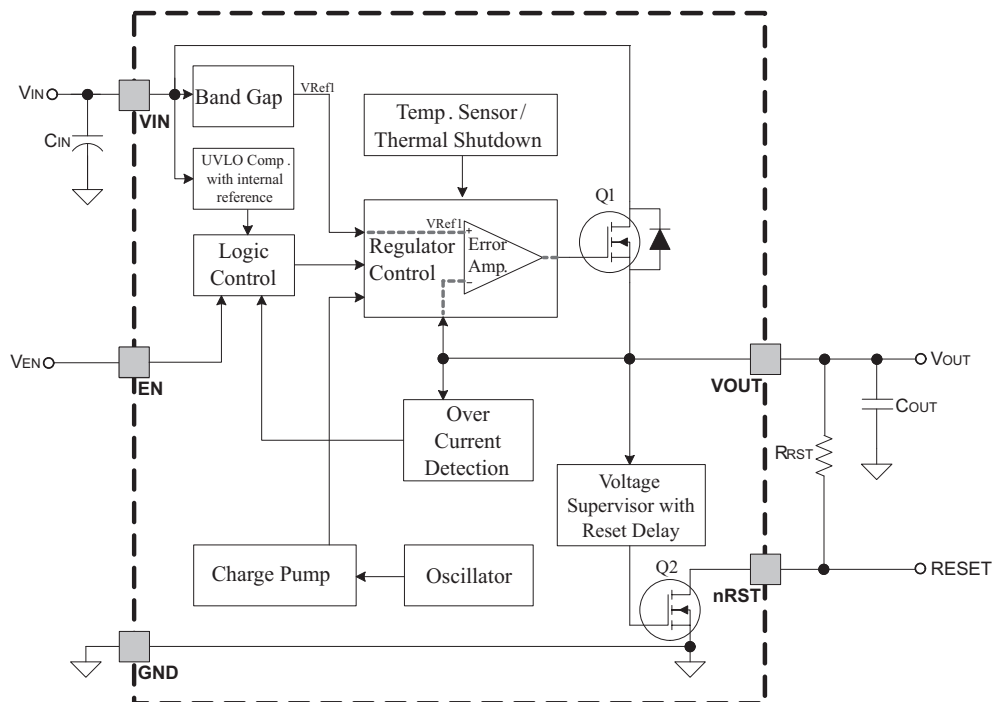 VIN
CIN
VIN
Band Gap
VRef1
Temp. Sensor/
Thermal Shutdown
UVLO Comp.
with internal
reference
Logic
Control
Regulator
Control
VRef1
+
Error
Amp.
−
Q1
VEN
EN
VOUT
VOUT
COUT
RRST
Over
Current
Detection
Voltage
Supervisor with
Reset Delay
Charge Pump
Oscillator
Q2
nRST
RESET
GND